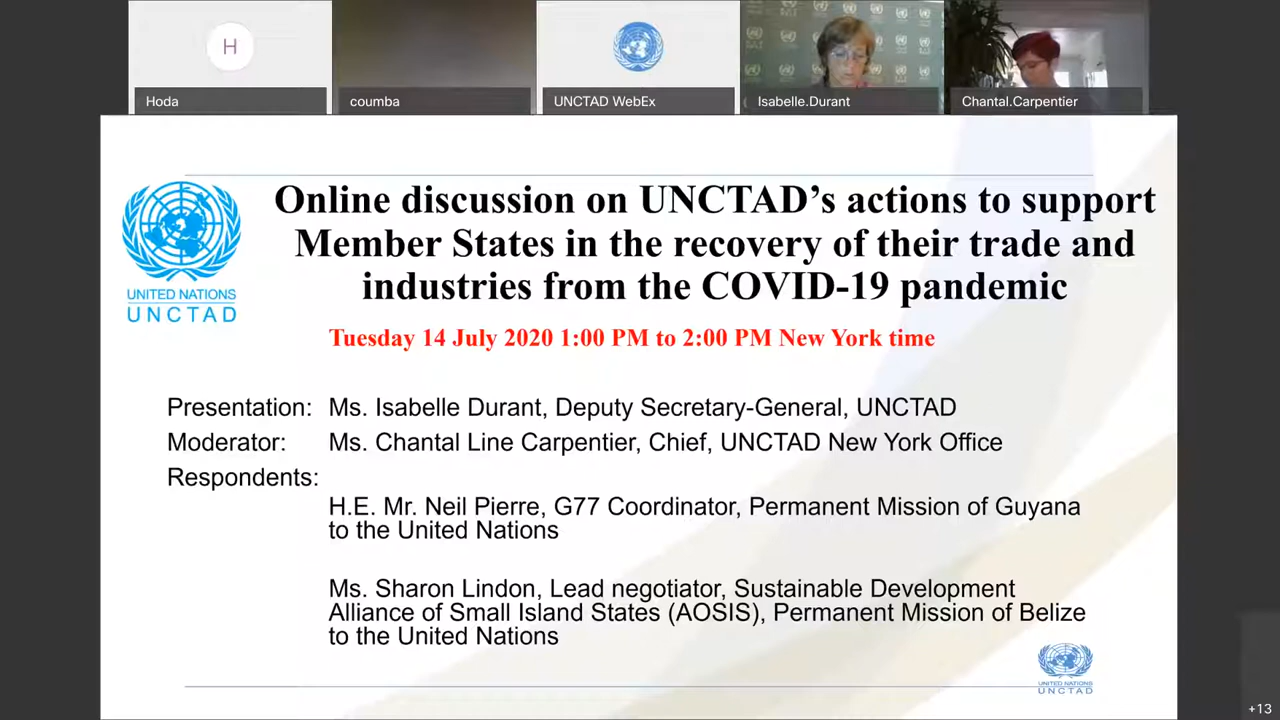 H
Hoda
coumba
UNCTAD WebEx
Isabelle.Durant
Chantal.Carpentier
UNITED NATIONS
UNCTAD
Online discussion on UNCTAD’s actions to support
Member States in the recovery of their trade and
industries from the COVID-19 pandemic
Tuesday 14 July 2020 1:00 PM to 2:00 PM New York time
Presentation: Ms. Isabelle Durant, Deputy Secretary-General, UNCTAD
Moderator: Ms. Chantal Line Carpentier, Chief, UNCTAD New York Office
Respondents:
H.E. Mr. Neil Pierre, G77 Coordinator, Permanent Mission of Guyana
to the United Nations
Ms. Sharon Lindon, Lead negotiator, Sustainable Development
Alliance of Small Island States (AOSIS), Permanent Mission of Belize
to the United Nations
UNITED NATIONS
UNCTAD
+13